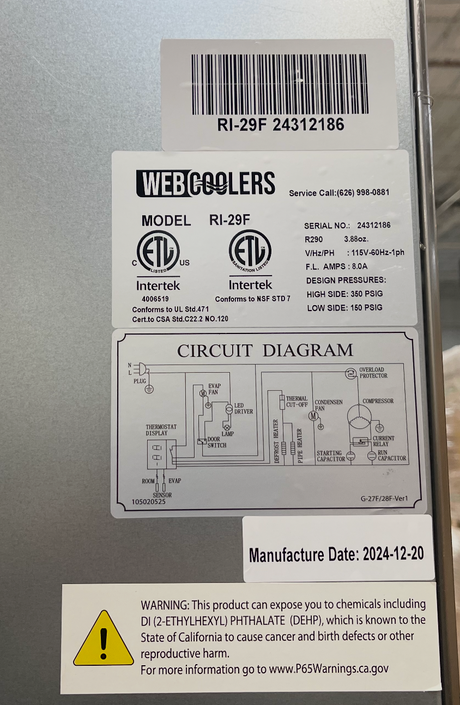 RI-29F 24312186
WEBCOOLERS
Service Call:(626) 998-0881
MODEL RI-29F
ETL LISTED
C US
Intertek
4006519
Conforms to UL Std.471
Cert.to CSA Std.C22.2 NO.120
ETL SANITATION LISTED
Intertek
Conforms to NSF STD 7
SERIAL NO.: 24312186
R290 3.88oz.
V/Hz/PH : 115V-60Hz-1ph
F.L. AMPS : 8.0A
DESIGN PRESSURES:
HIGH SIDE: 350 PSIG
LOW SIDE: 150 PSIG
CIRCUIT DIAGRAM
N
L
PLUG
EVAP
FAN
M
LED
DRIVER
LAMP
DOOR
SWITCH
THERMOSTAT
DISPLAY
ROOM
EVAP
SENSOR
THERMAL
CUT-OFF
DEFROST HEATER
PIPE HEATER
CONDENSEN
FAN
M
OVERLOAD
PROTECTOR
COMPRESSOR
CURRENT
RELAY
STARTING
CAPACITOR
RUN
CAPACITOR
105020525
G-27F/28F-Ver1
Manufacture Date: 2024-12-20
WARNING: This product can expose you to chemicals including
DI (2-ETHYLHEXYL) PHTHALATE (DEHP), which is known to the
State of California to cause cancer and birth defects or other
reproductive harm.
For more information go to www.P65Warnings.ca.gov